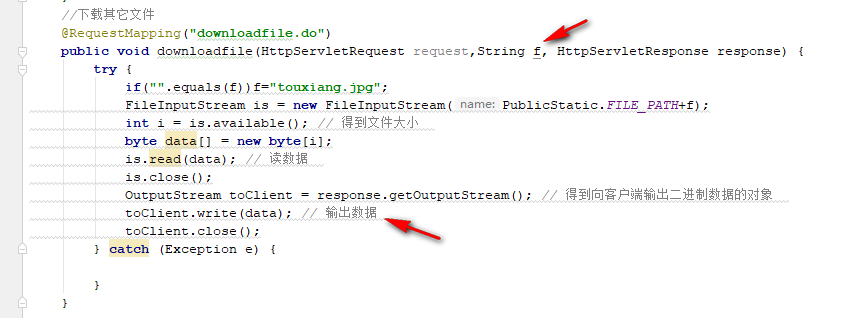 //下载其它文件
@RequestMapping("downloadfile.do")
public void downloadfile(HttpServletRequest request,String f, HttpServletResponse response) {
try {
if("".equals(f))f="touxiang.jpg";
FileInputStream is = new FileInputStream( name: PublicStatic.FILE_PATH+f);
int i = is.available(); // 得到文件大小
byte data[] = new byte[i];
is.read(data); // 读数据
is.close();
OutputStream toClient = response.getOutputStream(); // 得到向客户端输出二进制数据的对象
toClient.write(data); // 输出数据
toClient.close();
} catch (Exception e) {
}
}